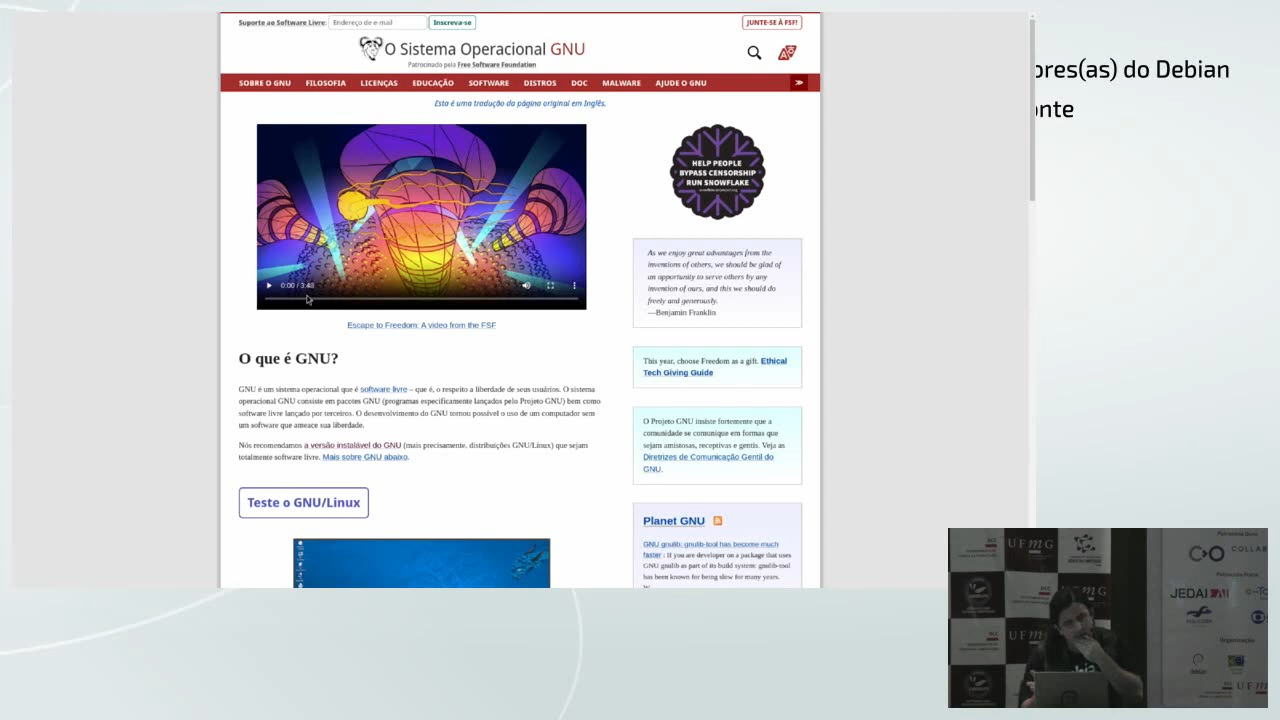 Suporte ao Software Livre: Endereço de e-mail Inscreva-se
JUNTE-SE À FSF!
O Sistema Operacional GNU
Patrocinado pela Free Software Foundation
SOBRE O GNU FILOSOFIA LICENÇAS EDUCAÇÃO SOFTWARE DISTROS DOC MALWARE AJUDE O GNU
Esta é uma tradução da página original em Inglês.
0:00 / 3:48
Escape to Freedom: A video from the FSF
O que é GNU?
GNU é um sistema operacional que é software livre – que é, o respeito a liberdade de seus usuários. O sistema
operacional GNU consiste em pacotes GNU (programas especificamente lançados pelo Projeto GNU) bem como
software livre lançado por terceiros. O desenvolvimento do GNU tornou possível o uso de um computador sem
um software que ameace sua liberdade.
Nós recomendamos a versão instalável do GNU (mais precisamente, distribuições GNU/Linux) que sejam
totalmente software livre. Mais sobre GNU abaixo.
Teste o GNU/Linux
HELP PEOPLE
BYPASS CENSORSHIP
RUN SNOWFLAKE
As we enjoy great advantages from the
inventions of others, we should be glad of
an opportunity to serve others by any
invention of ours, and this we should do
freely and generously.
—Benjamin Franklin
This year, choose Freedom as a gift. Ethical
Tech Giving Guide
O Projeto GNU insiste fortemente que a
comunidade se comunique em formas que
sejam amistosas, receptivas e gentis. Veja as
Diretrizes de Comunicação Gentil do
GNU.
Planet GNU
GNU gnulib: gnulib-tool has become much
faster : If you are developer on a package that uses
GNU gnulib as part of its build system: gnulib-tool
has been known for being slow for many years.
W
ores(as) do Debian
onte
UFMG
COLLAB
JEDAI
POLICORP
Organização
debian
UFMG